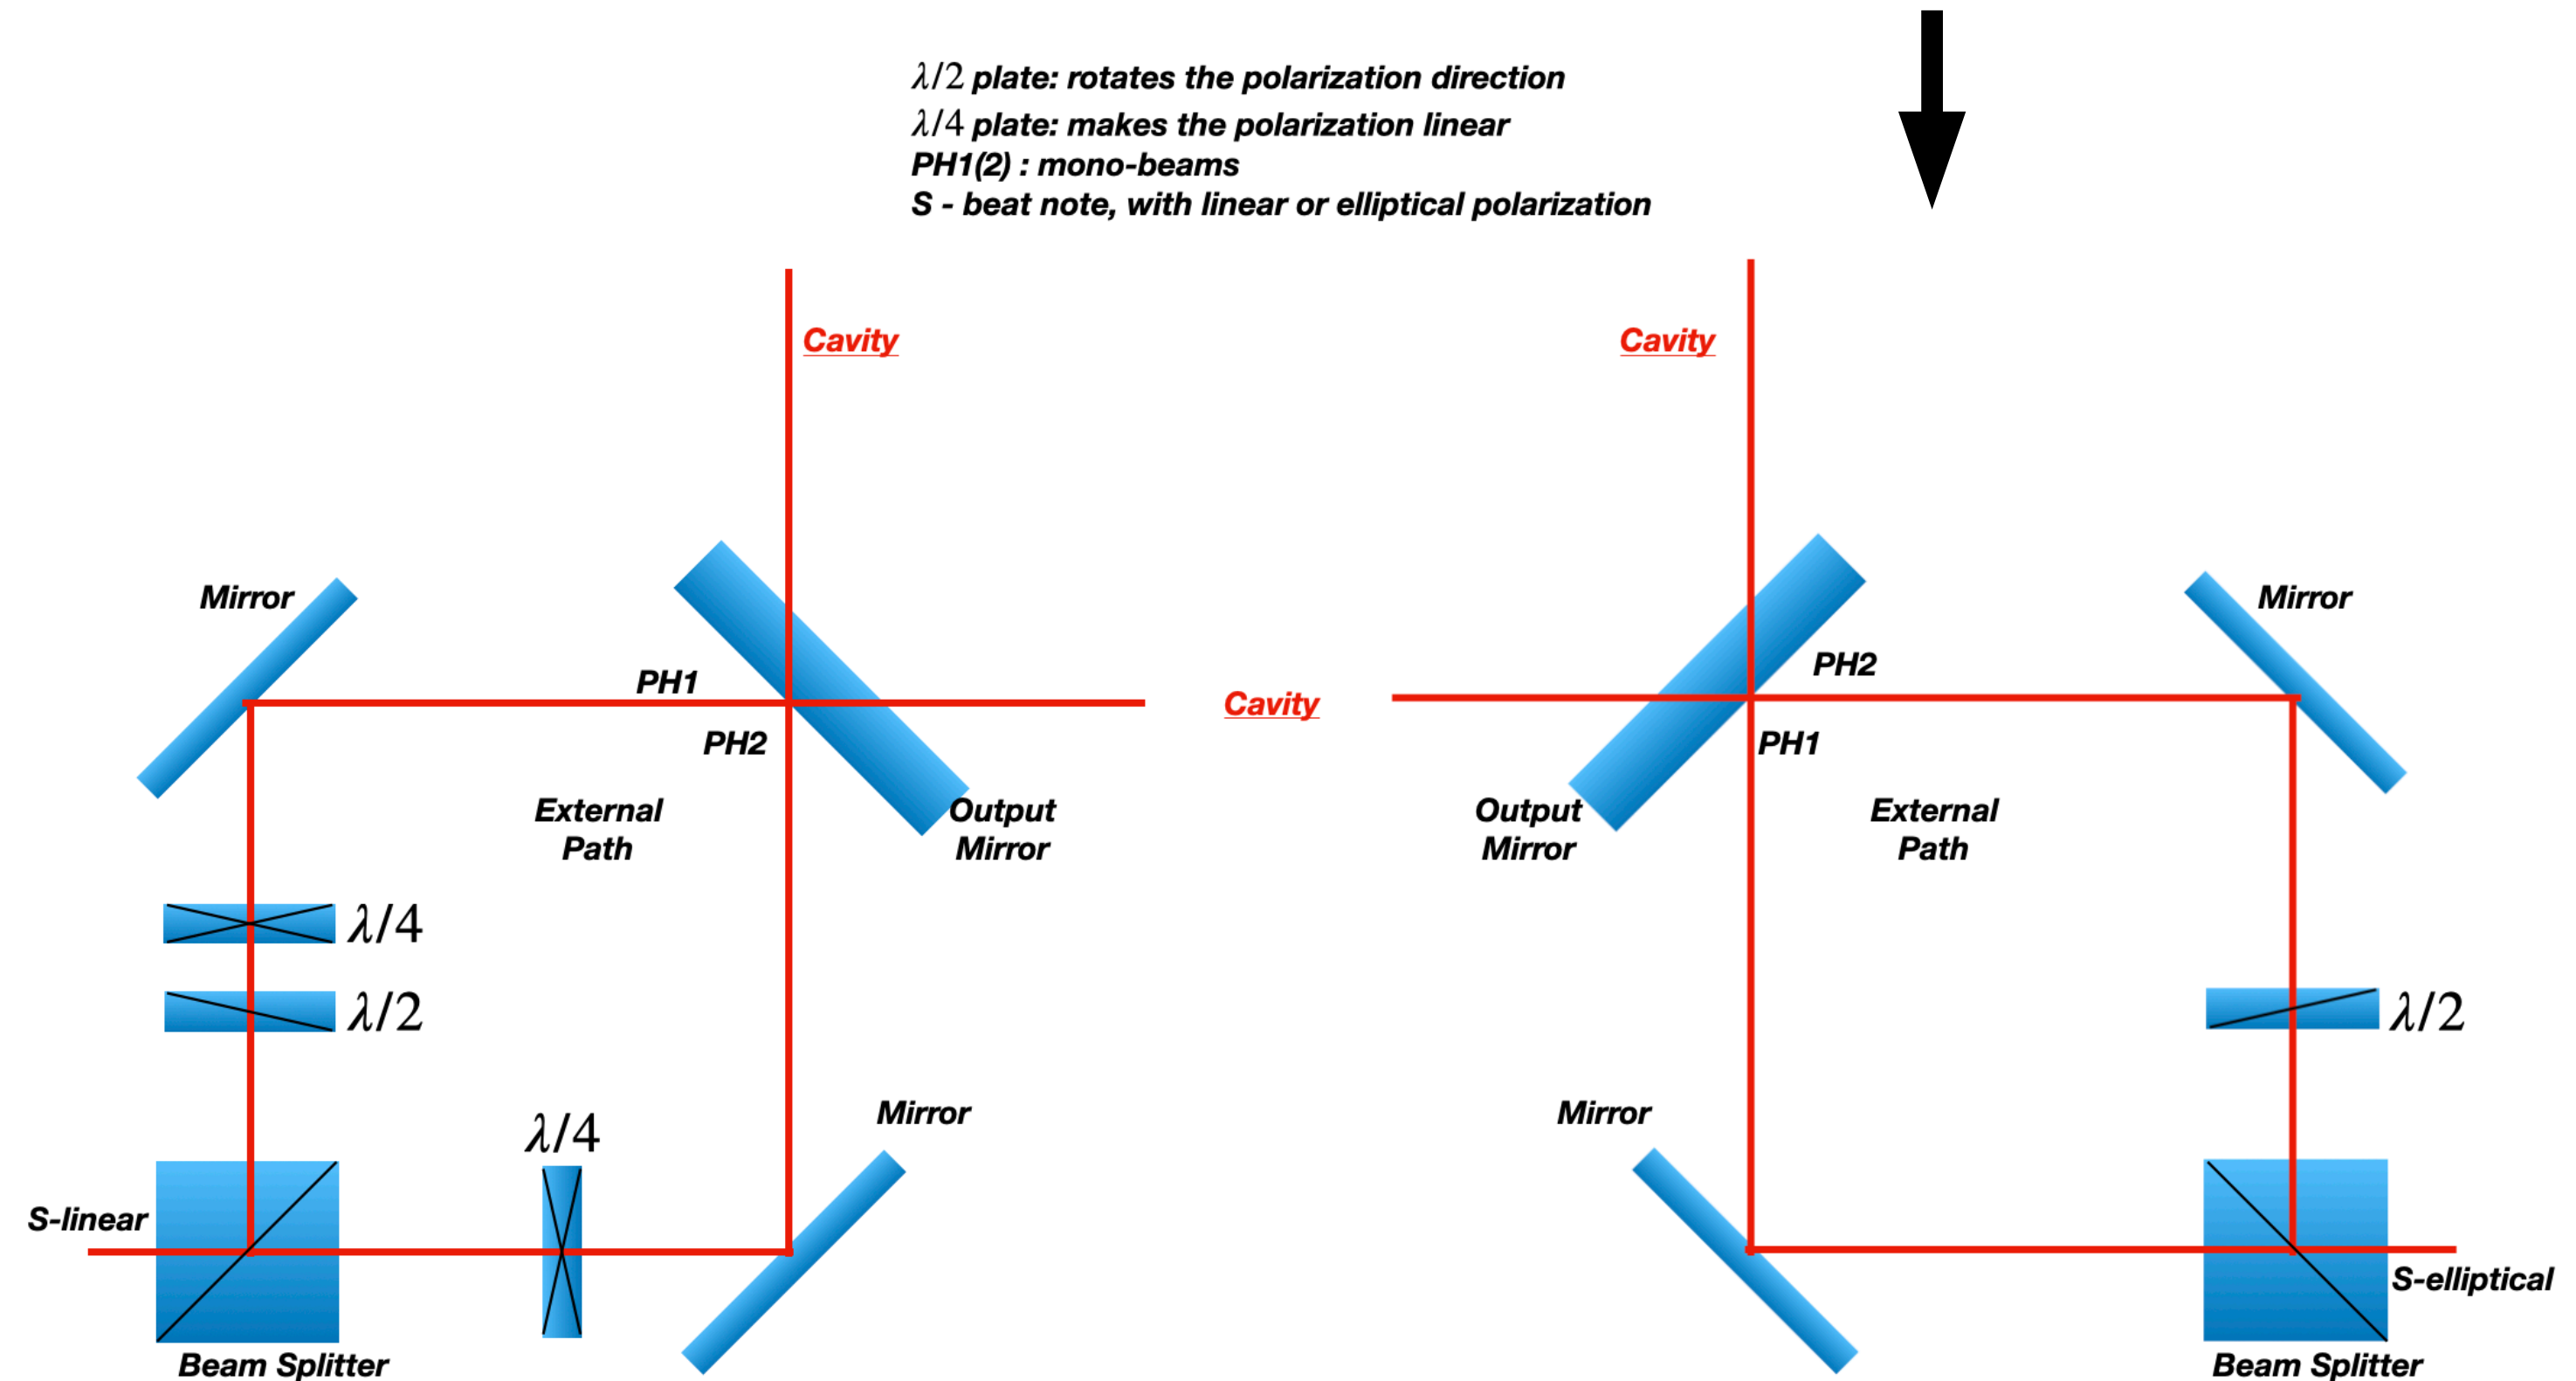 λ/2 plate: rotates the polarization direction
λ/4 plate: makes the polarization linear
PH1(2) : mono-beams
S - beat note, with linear or elliptical polarization
Cavity
Cavity
Mirror
Mirror
PH1
PH2
Cavity
PH2
PH1
External
Path
Output
Mirror
Output
Mirror
External
Path
λ/4
λ/2
λ/2
λ/4
Mirror
Mirror
S-linear
S-elliptical
Beam Splitter
Beam Splitter